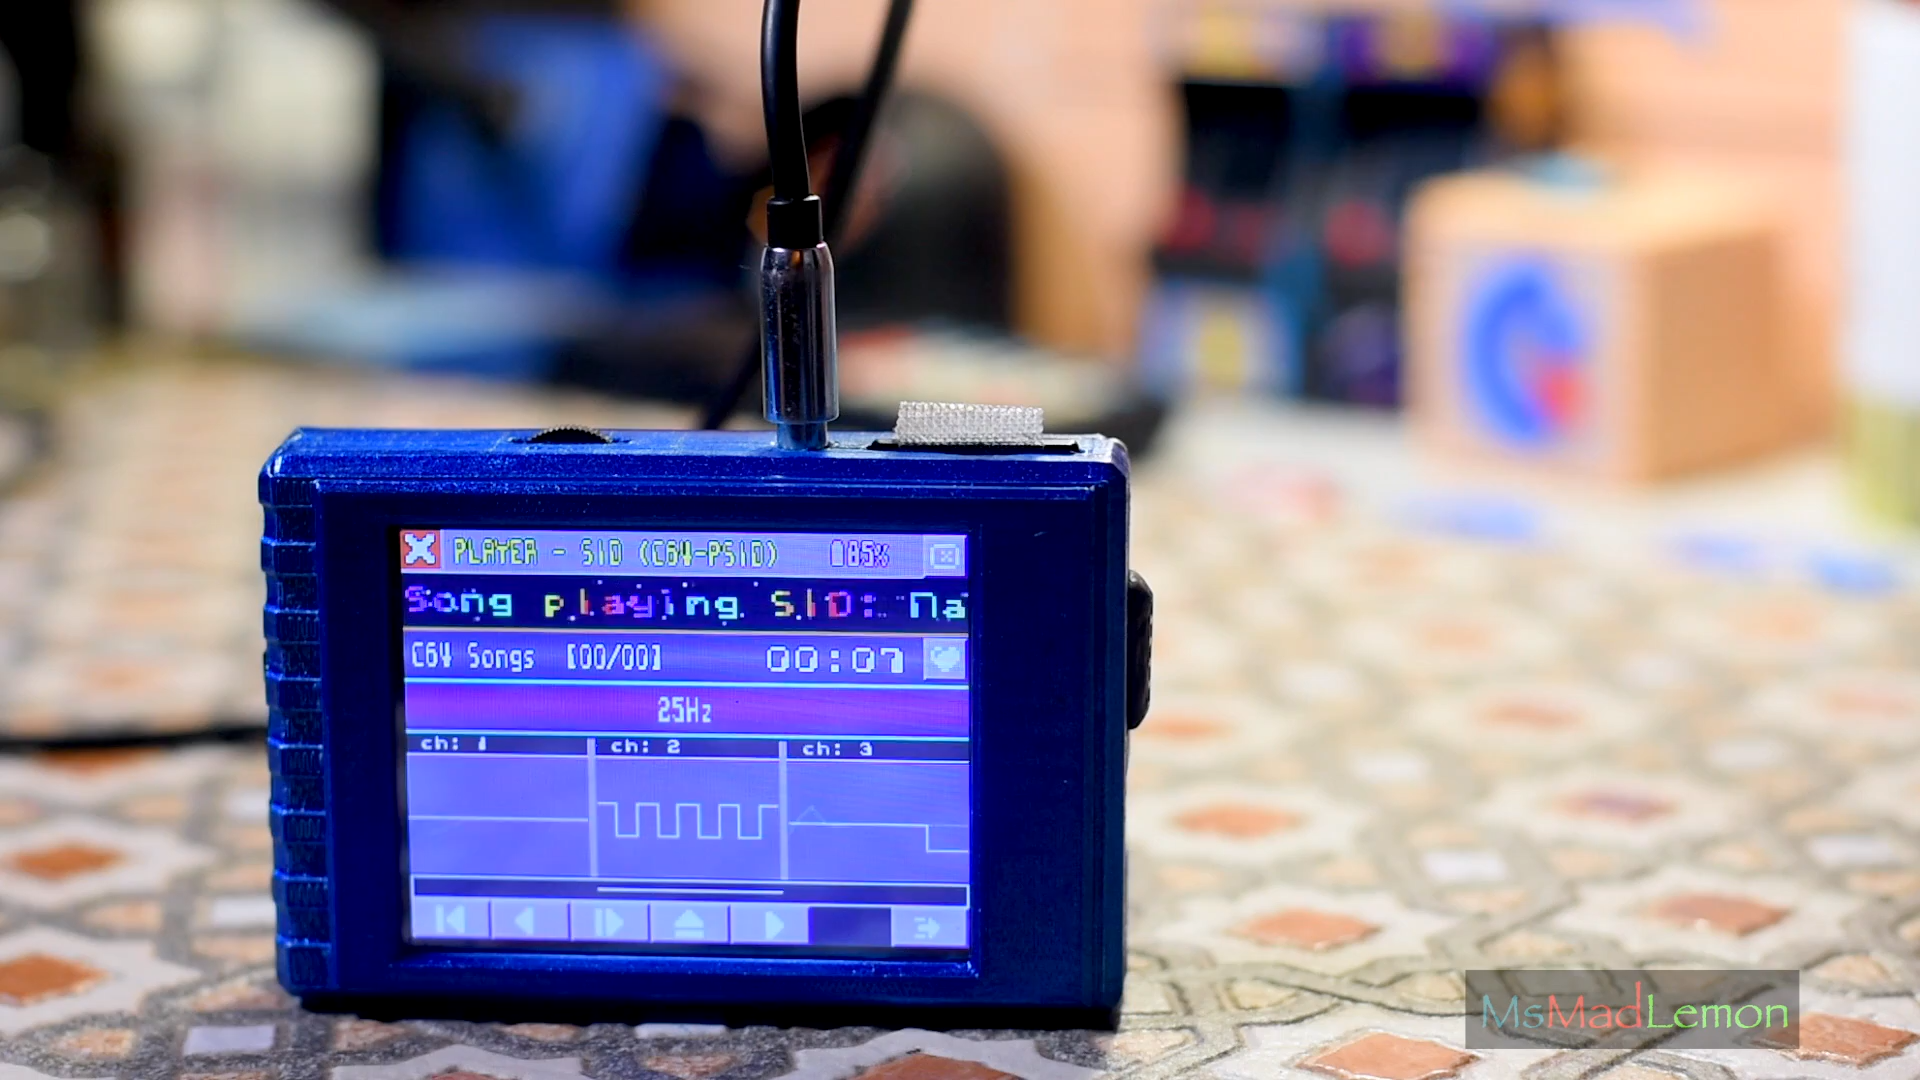 PLAYER - SID (C64-PSID) 85%
Song playing. SID: Na
C64 Songs [00/00] 00:07
25Hz
ch: 1 ch: 2 ch: 3
MsMadLemon